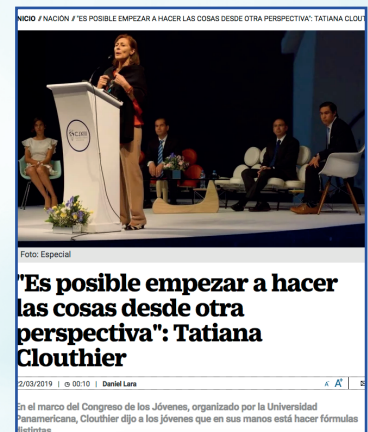 INICIO // NACIÓN // "ES POSIBLE EMPEZAR A HACER LAS COSAS DESDE OTRA PERSPECTIVA": TATIANA CLOUT
Foto: Especial
"Es posible empezar a hacer
las cosas desde otra
perspectiva": Tatiana
Clouthier
2/03/2019 | 00:10 | Daniel Lara
A A
En el marco del Congreso de los Jóvenes, organizado por la Universidad
Panamericana, Clouthier dijo a los jóvenes que en sus manos está hacer fórmulas
distintas